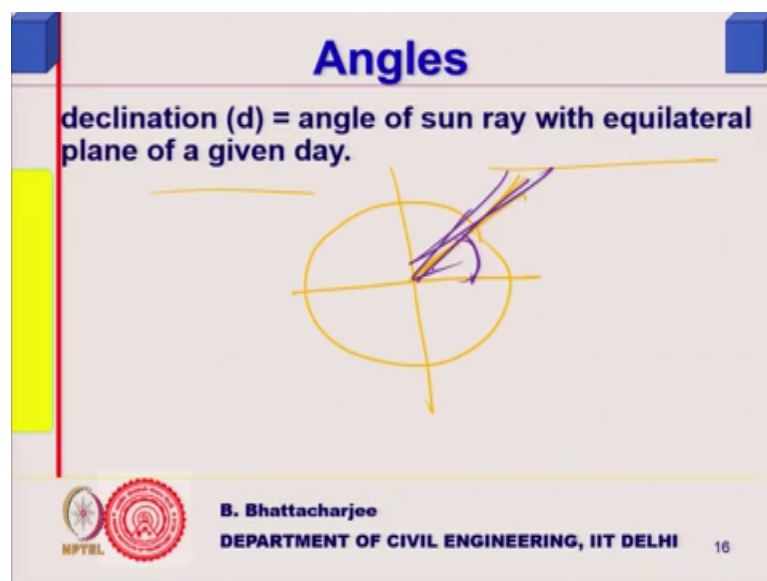 Angles
declination (d) = angle of sun ray with equilateral
plane of a given day.
NPTEL
B. Bhattacharjee
DEPARTMENT OF CIVIL ENGINEERING, IIT DELHI
16